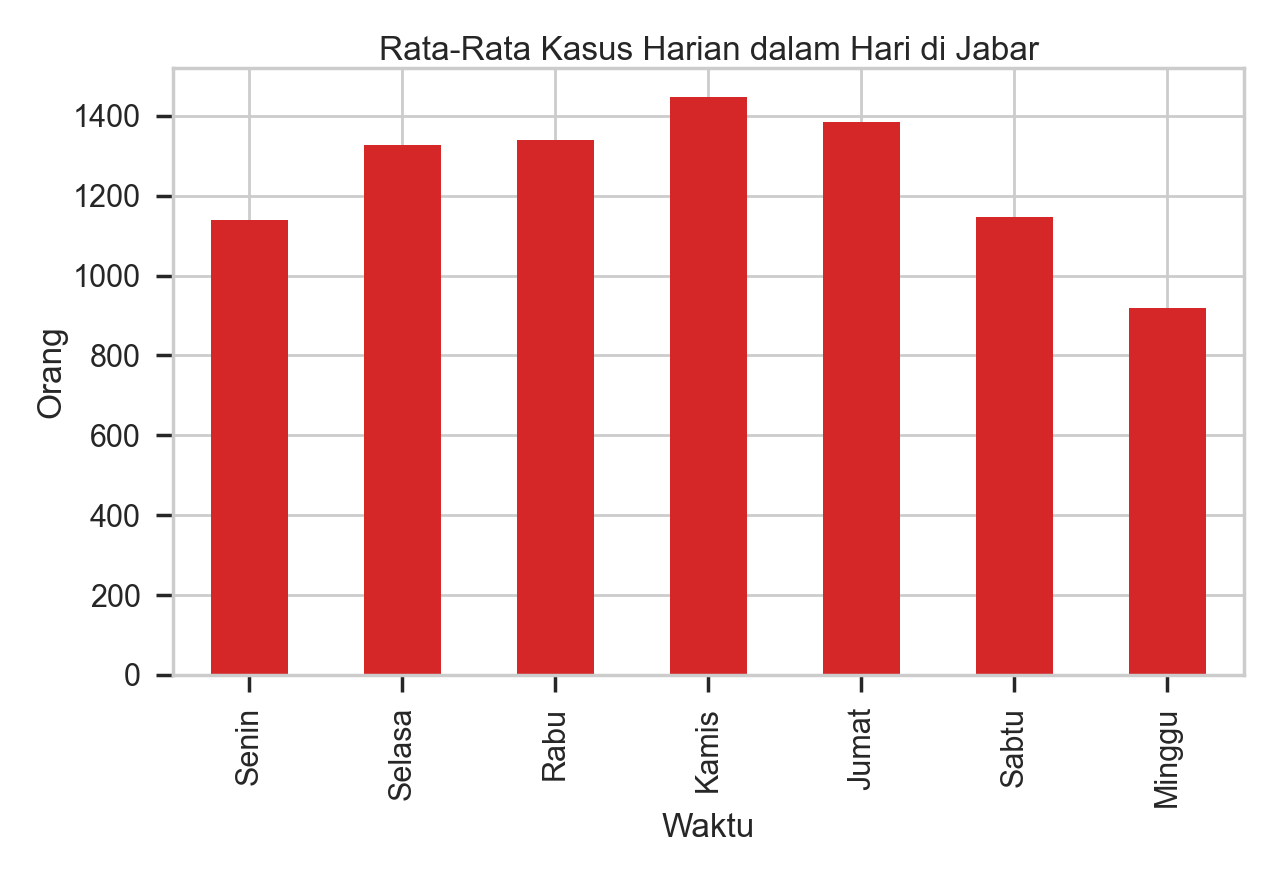 Rata-Rata Kasus Harian dalam Hari di Jabar
1400
1200
1000
800
600
400
200
0
Orang
Senin
Selasa
Rabu
Kamis
Jumat
Sabtu
Minggu
Waktu